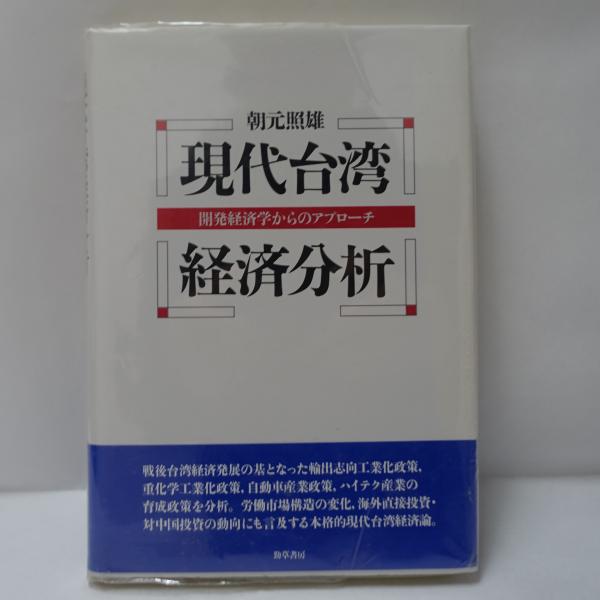 朝元照雄
現代台湾
開発経済学からのアプローチ
経済分析
戦後台湾経済発展の基となった輸出志向工業化政策,
重化学工業化政策, 自動車産業政策, ハイテク産業の
育成政策を分析。労働市場構造の変化, 海外直接投資・
対中国投資の動向にも言及する本格的現代台湾経済論。
勁草書房